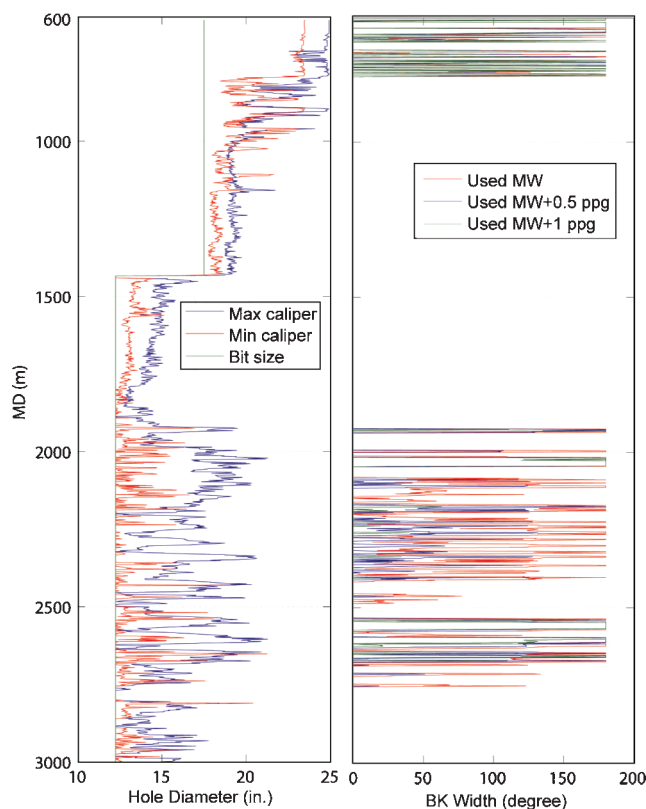 600
1000
1500
2000
2500
3000
MD (m)
10
15
20
25
Hole Diameter (in.)
Max caliper
Min caliper
Bit size
0
50
100
150
200
BK Width (degree)
Used MW
Used MW+0.5 ppg
Used MW+1 ppg